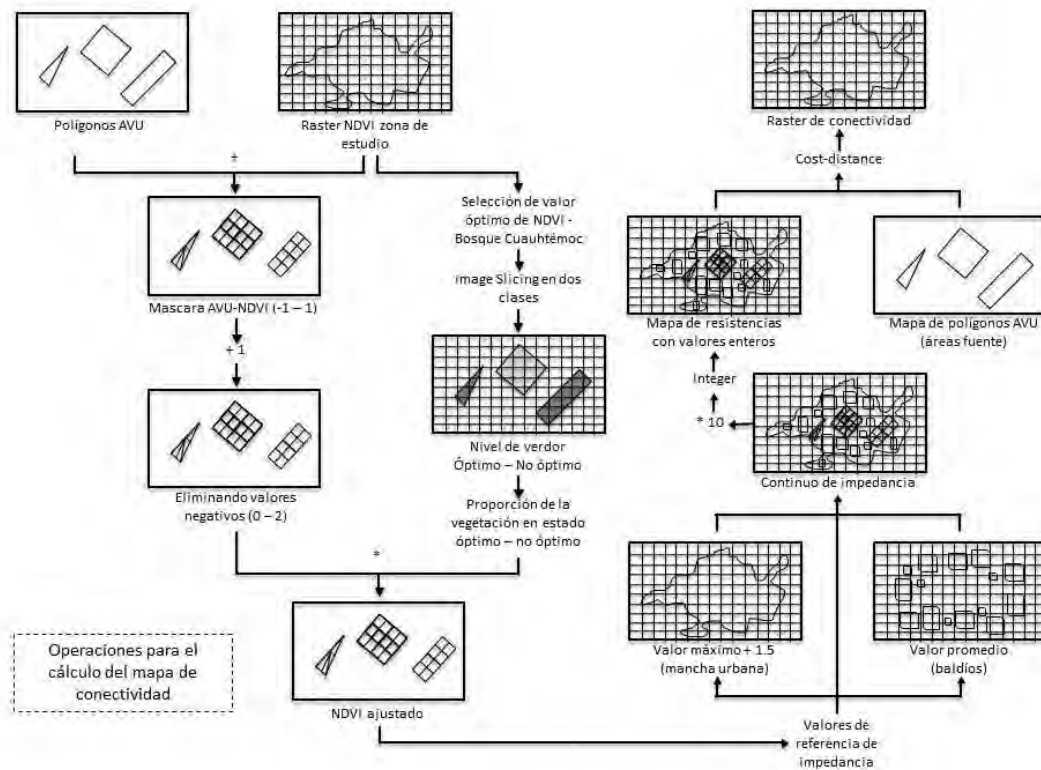 Polígonos AVU
Raster NDVI zona de
estudio
+
Mascara AVU-NDVI (-1 – 1)
+ 1
Eliminando valores
negativos (0 – 2)
Selección de valor
óptimo de NDVI -
Bosque Cuauhtémoc
Image Slicing en dos
clases
Nivel de verdor
Óptimo – No óptimo
Proporción de la
vegetación en estado
óptimo – no óptimo
*
NDVI ajustado
Operaciones para el
cálculo del mapa de
conectividad
Valores de
referencia de
impedancia
Valor máximo + 1.5
(mancha urbana)
Valor promedio
(baldíos)
Continuo de impedancia
* 10
Integer
Mapa de resistencias
con valores enteros
Mapa de polígonos AVU
(áreas fuente)
Cost-distance
Raster de conectividad